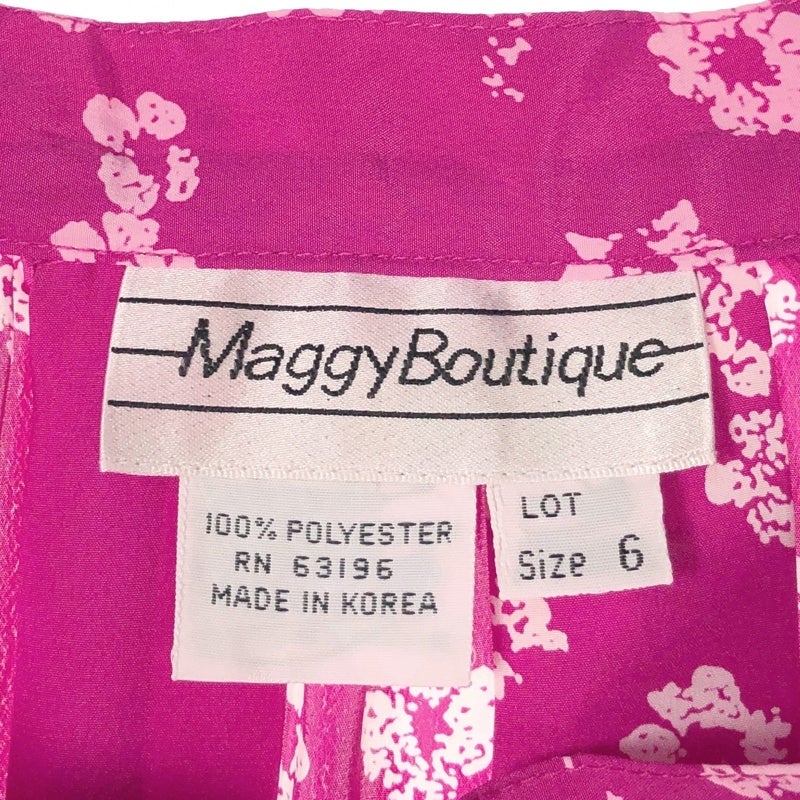 MaggyBoutique
100% POLYESTER
RN 63196
MADE IN KOREA
LOT
Size 6